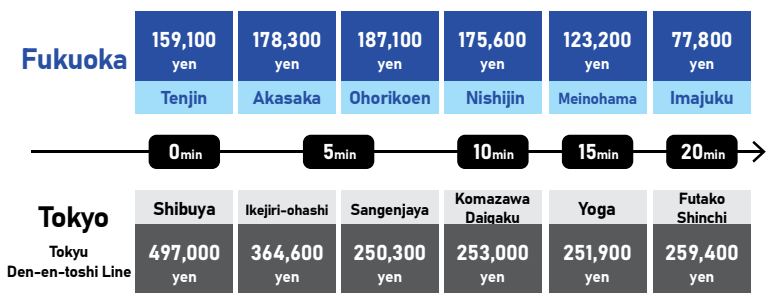 Fukuoka
159,100 178,300 187,100 175,600 123,200 77,800
yen yen yen yen yen yen
Tenjin Akasaka Ohorikoen Nishijin Meinohama Imajuku
0min 5min 10min 15min 20min
Tokyo
Tokyu
Den-en-toshi Line
Shibuya Ikejiri-ohashi Sangenjaya Komazawa Daigaku Yoga Futako Shinchi
497,000 364,600 250,300 253,000 251,900 259,400
yen yen yen yen yen yen